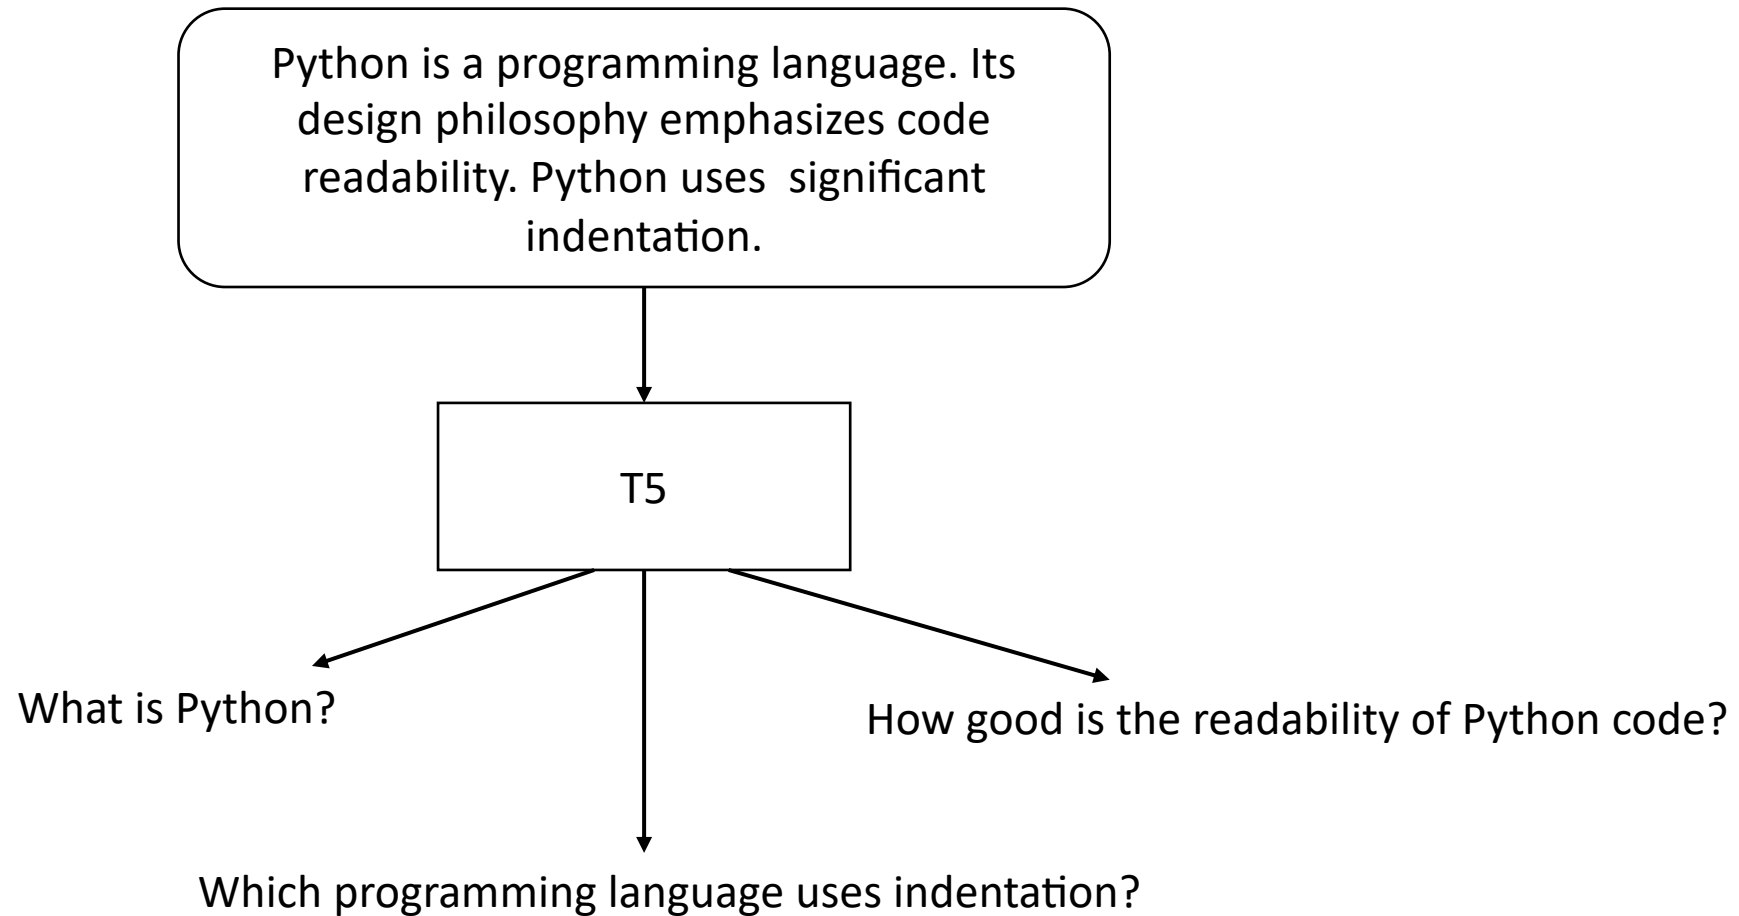 Python is a programming language. Its
design philosophy emphasizes code
readability. Python uses  significant
indentation.
T5
What is Python?
How good is the readability of Python code?
Which programming language uses indentation?